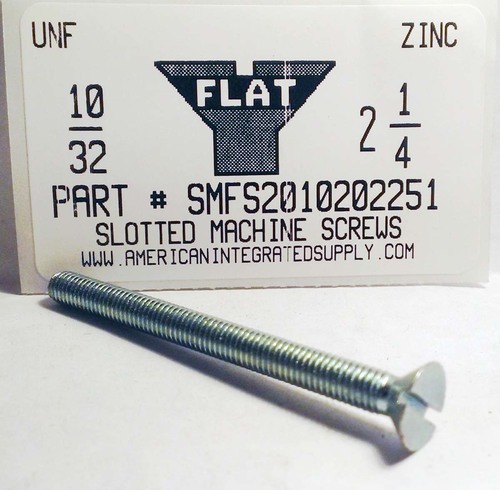 UNF ZINC
FLAT
10/32 2 1/4
PART # SMFS2010202251
SLOTTED MACHINE SCREWS
WWW.AMERICANINTEGRATEDSUPPLY.COM